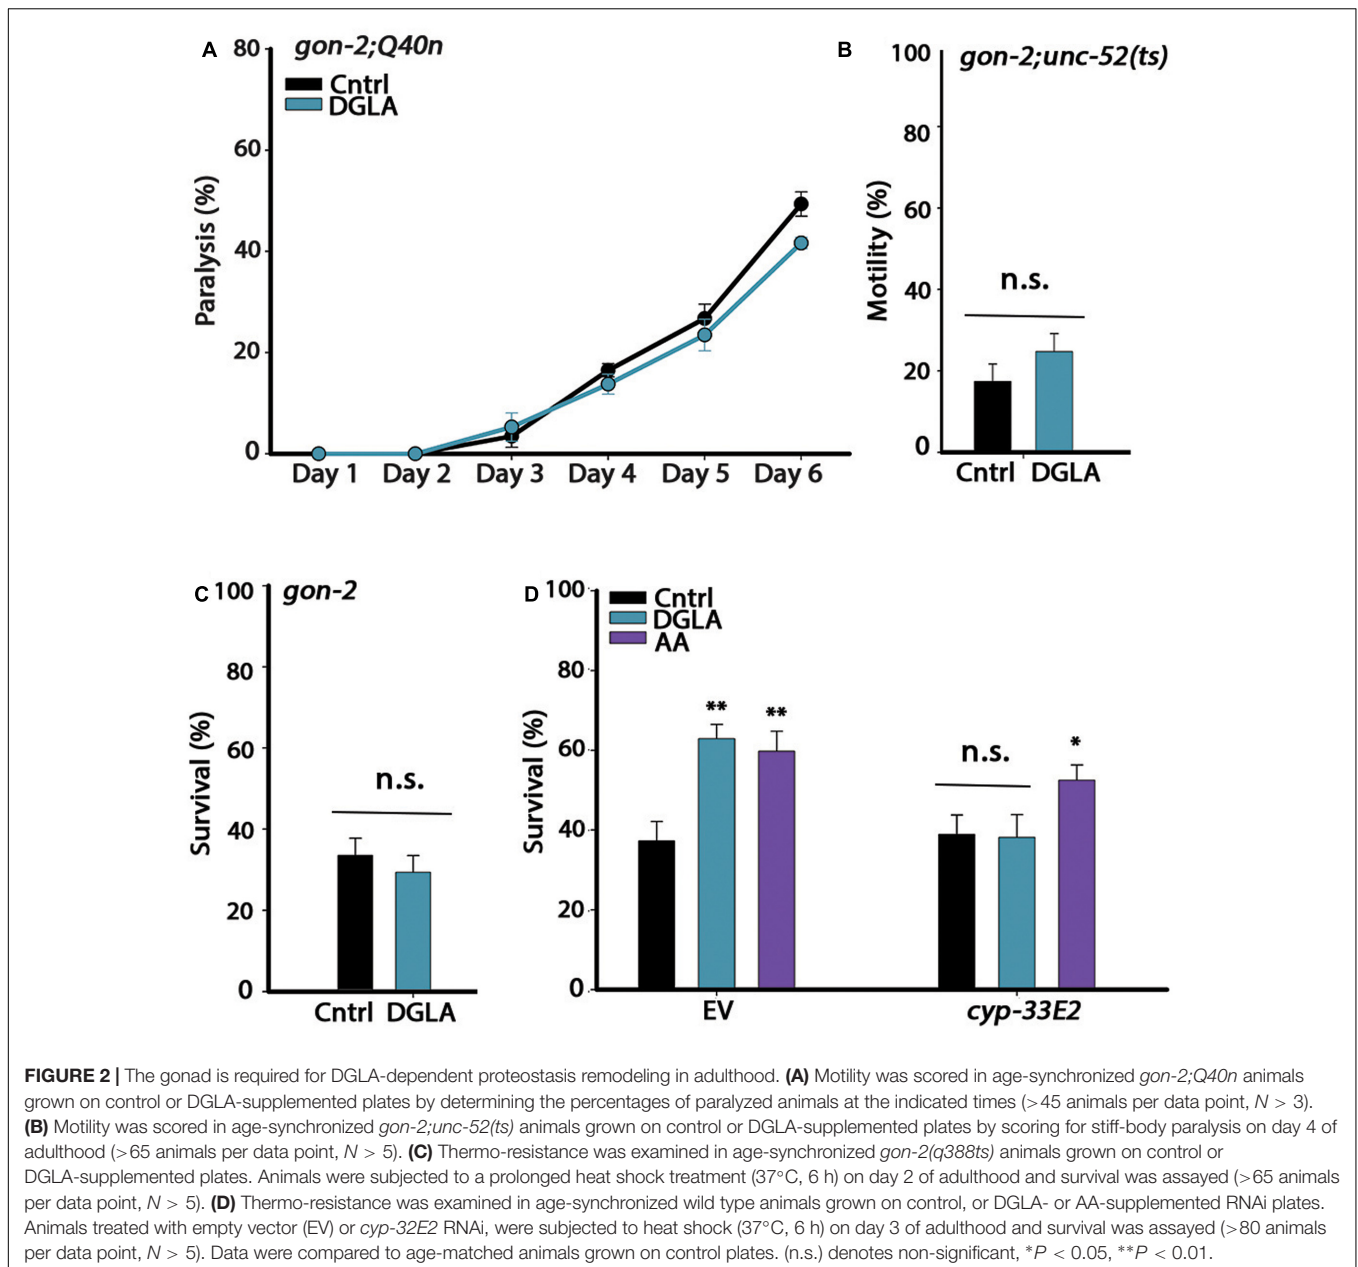 A
gon-2;Q40n
Cntrl
DGLA
Paralysis (%)
80
60
40
20
0
Day 1 Day 2 Day 3 Day 4 Day 5 Day 6
B
gon-2;unc-52(ts)
Motility (%)
100
80
60
40
20
0
n.s.
Cntrl DGLA
C
gon-2
Survival (%)
100
80
60
40
20
0
n.s.
Cntrl DGLA
D
Cntrl
DGLA
AA
Survival (%)
100
80
60
40
20
0
** **
n.s. *
EV cyp-33E2
FIGURE 2 | The gonad is required for DGLA-dependent proteostasis remodeling in adulthood. (A) Motility was scored in age-synchronized gon-2;Q40n animals
grown on control or DGLA-supplemented plates by determining the percentages of paralyzed animals at the indicated times (>45 animals per data point, N > 3).
(B) Motility was scored in age-synchronized gon-2;unc-52(ts) animals grown on control or DGLA-supplemented plates by scoring for stiff-body paralysis on day 4 of
adulthood (>65 animals per data point, N > 5). (C) Thermo-resistance was examined in age-synchronized gon-2(q388ts) animals grown on control or
DGLA-supplemented plates. Animals were subjected to a prolonged heat shock treatment (37°C, 6 h) on day 2 of adulthood and survival was assayed (>65 animals
per data point, N > 5). (D) Thermo-resistance was examined in age-synchronized wild type animals grown on control, or DGLA- or AA-supplemented RNAi plates.
Animals treated with empty vector (EV) or cyp-32E2 RNAi, were subjected to heat shock (37°C, 6 h) on day 3 of adulthood and survival was assayed (>80 animals
per data point, N > 5). Data were compared to age-matched animals grown on control plates. (n.s.) denotes non-significant, *P < 0.05, **P < 0.01.